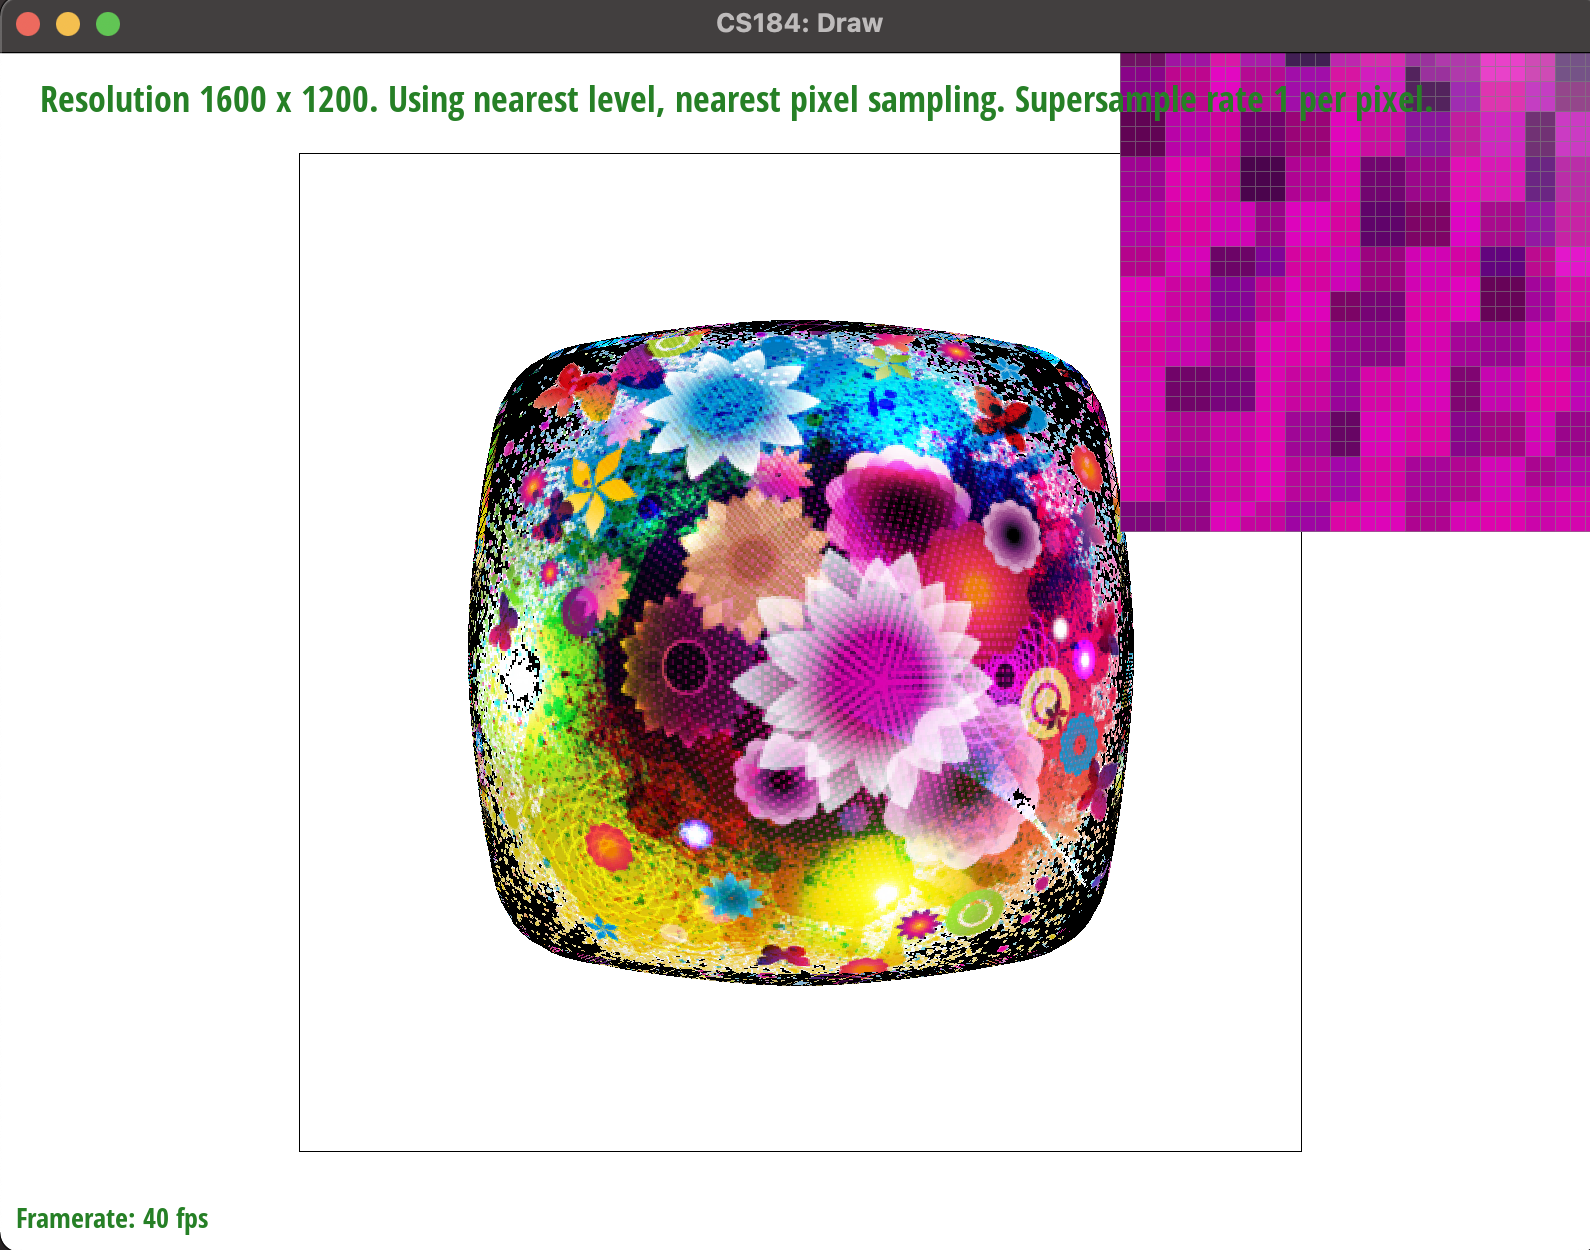 CS184: Draw
Resolution 1600 x 1200. Using nearest level, nearest pixel sampling. Supersample rate 1 per pixel.
Framerate: 40 fps